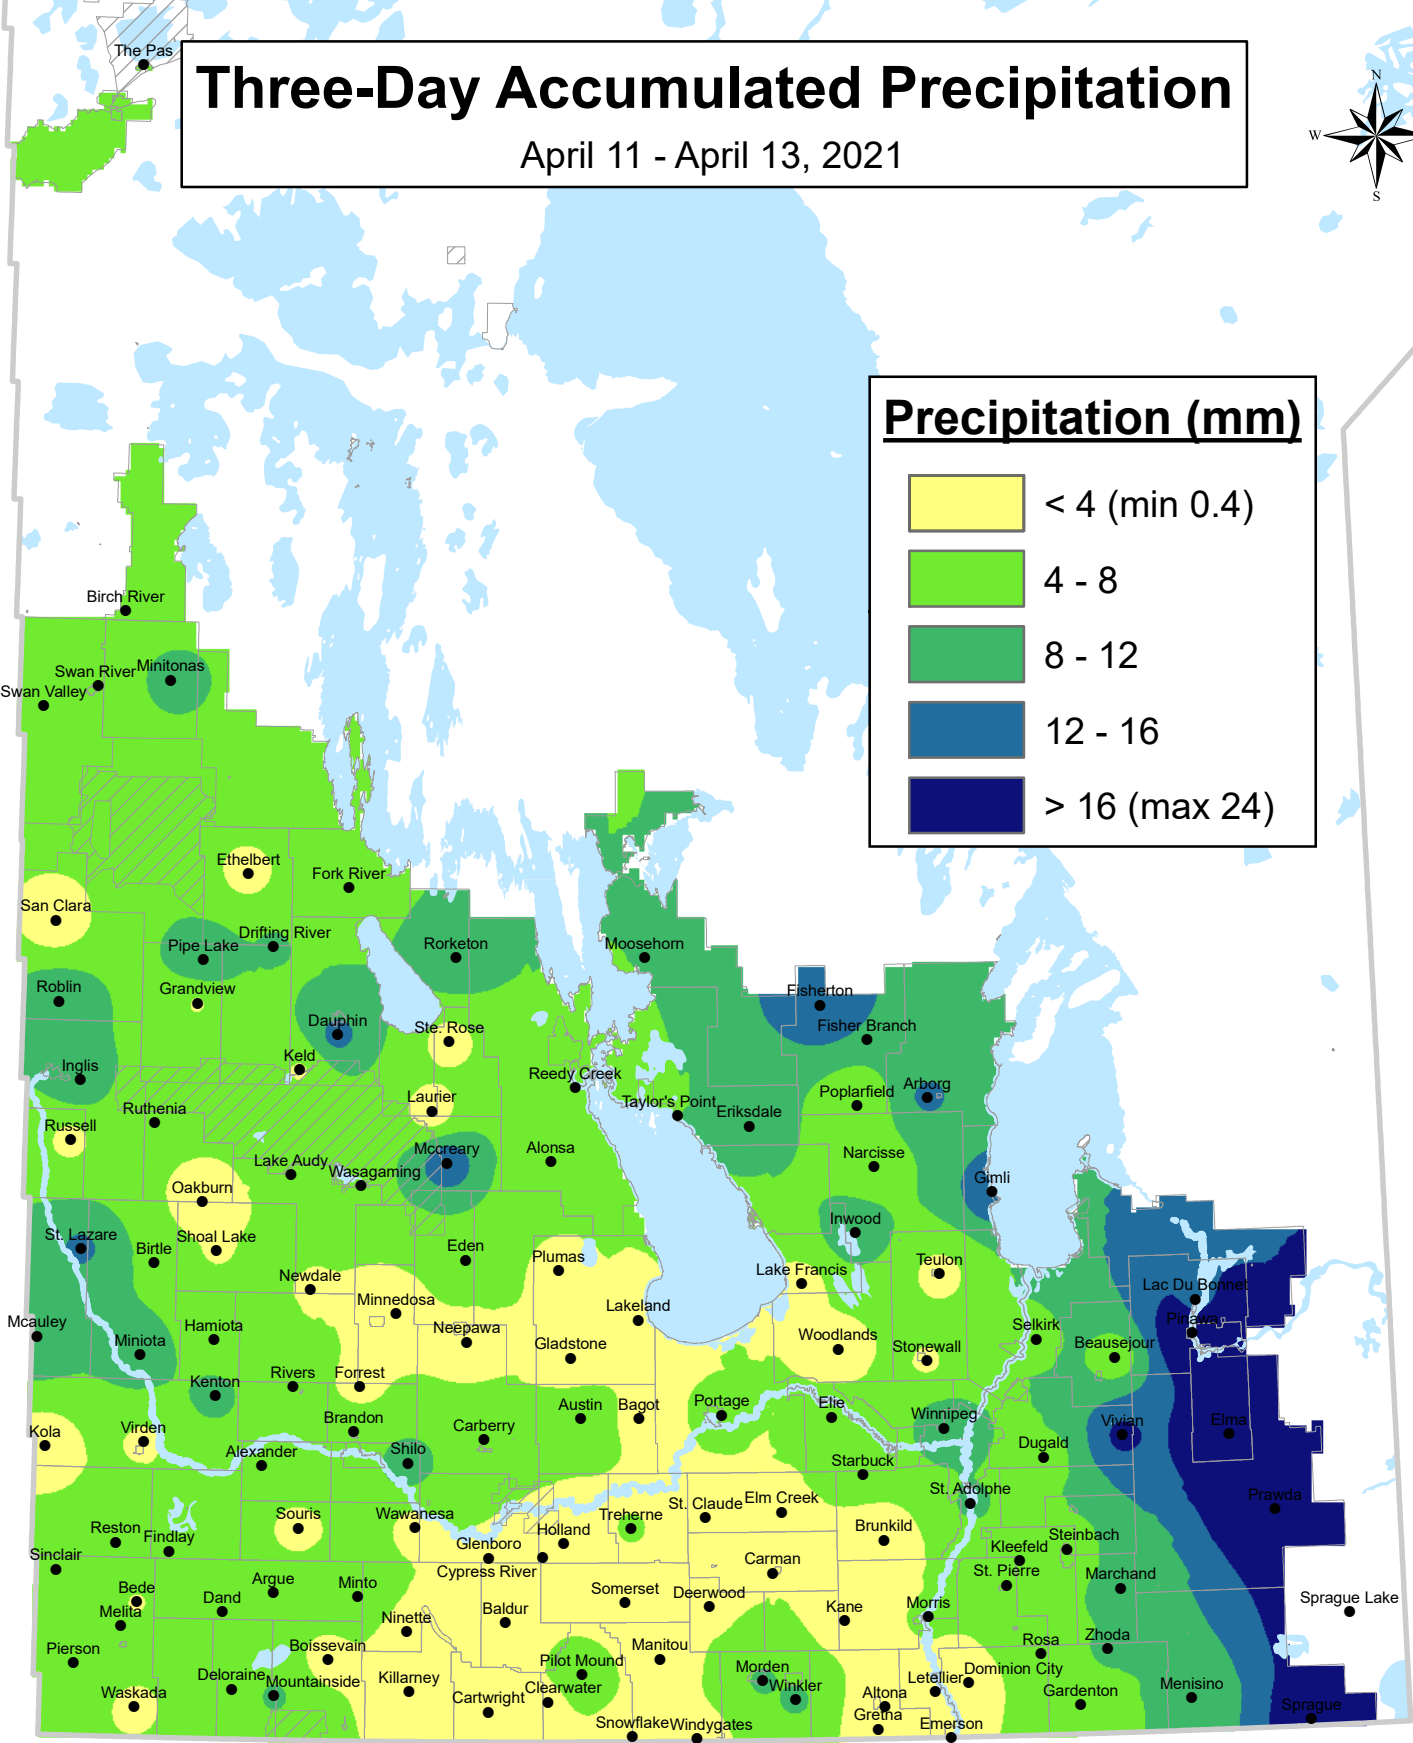 The Pas
Three-Day Accumulated Precipitation
April 11 - April 13, 2021
N
W
S
Precipitation (mm)
< 4 (min 0.4)
4 - 8
8 - 12
12 - 16
> 16 (max 24)
Birch River
Swan River
Minitonas
Swan Valley
Ethelbert
Fork River
San Clara
Drifting River
Pipe Lake
Rorketon
Moosehorn
Roblin
Grandview
Fisherton
Dauphin
Ste. Rose
Fisher Branch
Keld
Inglis
Reedy Creek
Laurier
Poplarfield
Arborg
Ruthenia
Taylor's Point
Eriksdale
Russell
Mccreary
Alonsa
Narcisse
Lake Audy
Wasagaming
Gimli
Oakburn
Inwood
St. Lazare
Shoal Lake
Birtle
Eden
Plumas
Teulon
Newdale
Lake Francis
Lac Du Bonnet
Minnedosa
Lakeland
Mcauley
Hamiota
Neepawa
Woodlands
Selkirk
Pinawa
Miniota
Gladstone
Stonewall
Beausejour
Rivers
Forrest
Kenton
Austin
Bagot
Portage
Elie
Winnipeg
Vivian
Elma
Kola
Virden
Brandon
Carberry
Dugald
Alexander
Shilo
Starbuck
St. Adolphe
Prawda
Souris
Wawanesa
Treherne
St. Claude
Elm Creek
Reston
Findlay
Holland
Brunkild
Steinbach
Sinclair
Glenboro
Kleefeld
Cypress River
Carman
St. Pierre
Marchand
Bede
Argue
Minto
Somerset
Deerwood
Sprague Lake
Melita
Dand
Ninette
Baldur
Kane
Morris
Pierson
Boissevain
Manitou
Rosa
Zhoda
Deloraine
Mountainside
Killarney
Pilot Mound
Morden
Dominion City
Waskada
Cartwright
Clearwater
Winkler
Altona
Letellier
Gardenton
Menisino
Snowflake
Windygates
Gretna
Emerson
Sprague